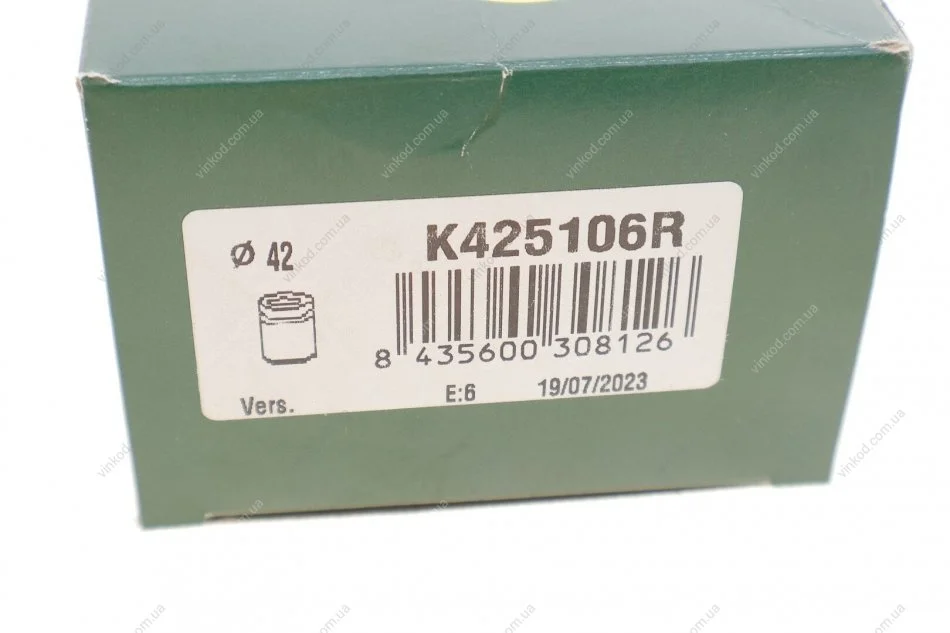 Ø 42
K425106R
8 435600 308126
Vers.
E:6
19/07/2023
vinkod.com.ua